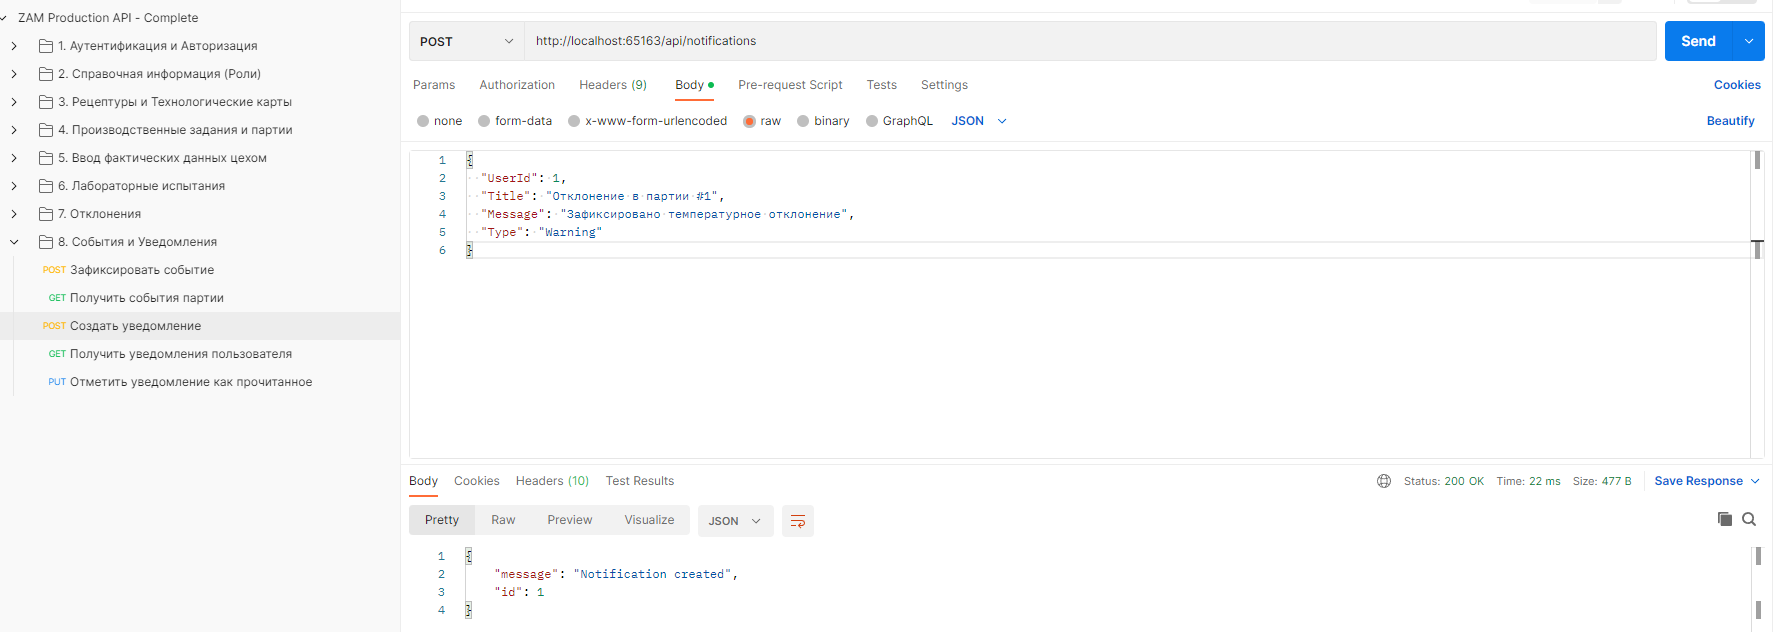 ZAM Production API - Complete
1. Аутентификация и Авторизация
2. Справочная информация (Роли)
3. Рецептуры и Технологические карты
4. Производственные задания и партии
5. Ввод фактических данных цехом
6. Лабораторные испытания
7. Отклонения
8. События и Уведомления
POST Зафиксировать событие
GET Получить события партии
POST Создать уведомление
GET Получить уведомления пользователя
PUT Отметить уведомление как прочитанное
POST http://localhost:65163/api/notifications Send
Params Authorization Headers (9) Body Pre-request Script Tests Settings Cookies
none form-data x-www-form-urlencoded raw binary GraphQL JSON Beautify
1 {
2 "UserId": 1,
3 "Title": "Отклонение в партии #1",
4 "Message": "Зафиксировано температурное отклонение",
5 "Type": "Warning"
6 }
Body Cookies Headers (10) Test Results Status: 200 OK Time: 22 ms Size: 477 B Save Response
Pretty Raw Preview Visualize JSON
1 {
2 "message": "Notification created",
3 "id": 1
4 }